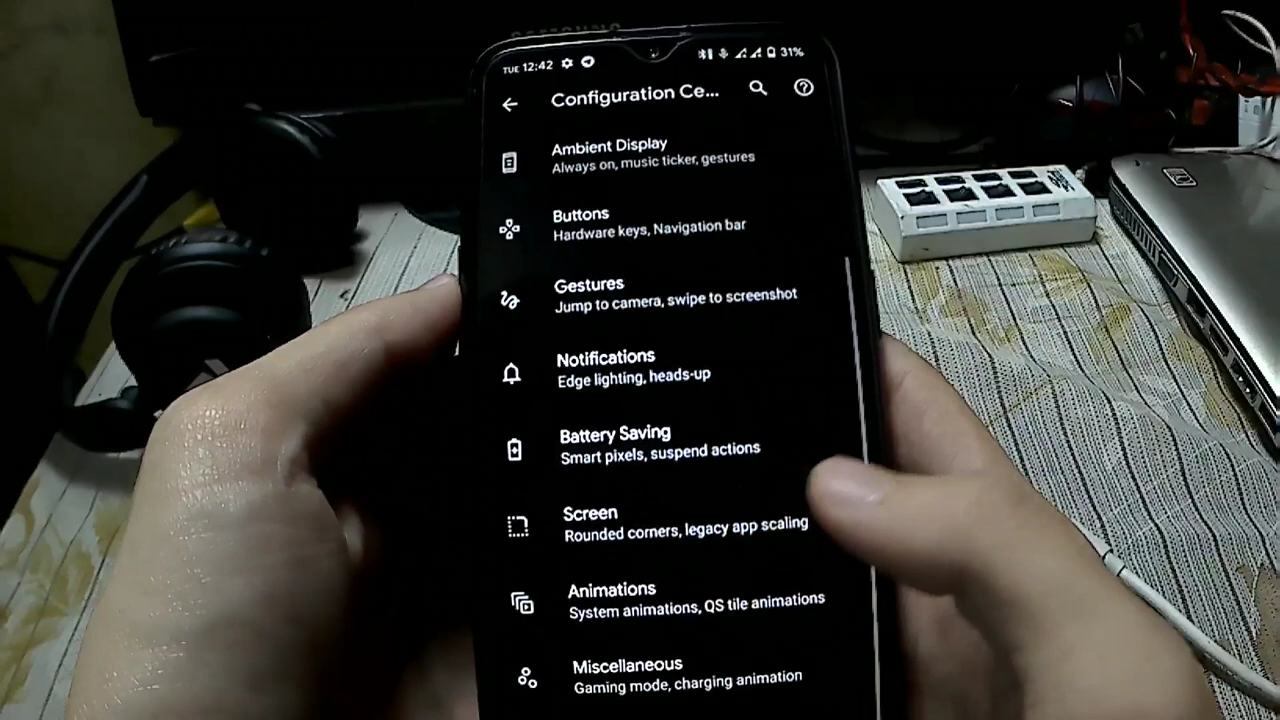 SAMSUNG
TUE 12:42 31%
Configuration Ce...
Ambient Display
Always on, music ticker, gestures
Buttons
Hardware keys, Navigation bar
Gestures
Jump to camera, swipe to screenshot
Notifications
Edge lighting, heads-up
Battery Saving
Smart pixels, suspend actions
Screen
Rounded corners, legacy app scaling
Animations
System animations, QS tile animations
Miscellaneous
Gaming mode, charging animation